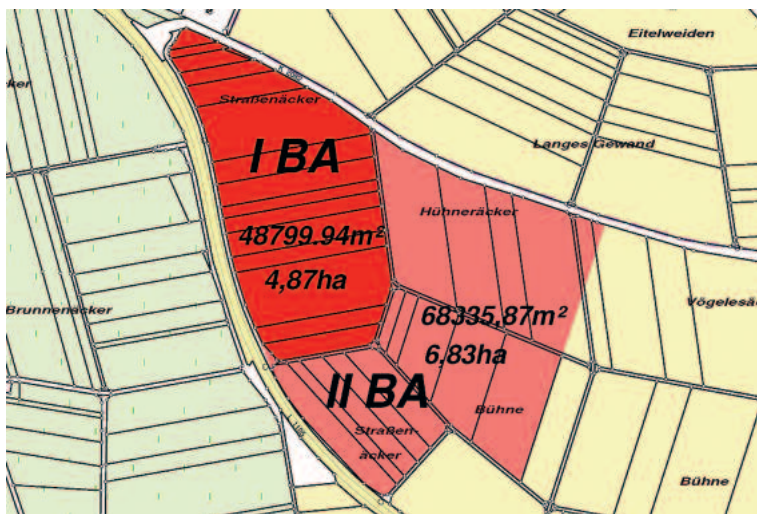 Eitelweiden
Straßenäcker
Langes Gewand
I BA
Hühneräcker
48799.94m²
4,87ha
Brunnenäcker
68335,87m²
6,83ha
II BA
Bühne
Straßen-
äcker
Bühne